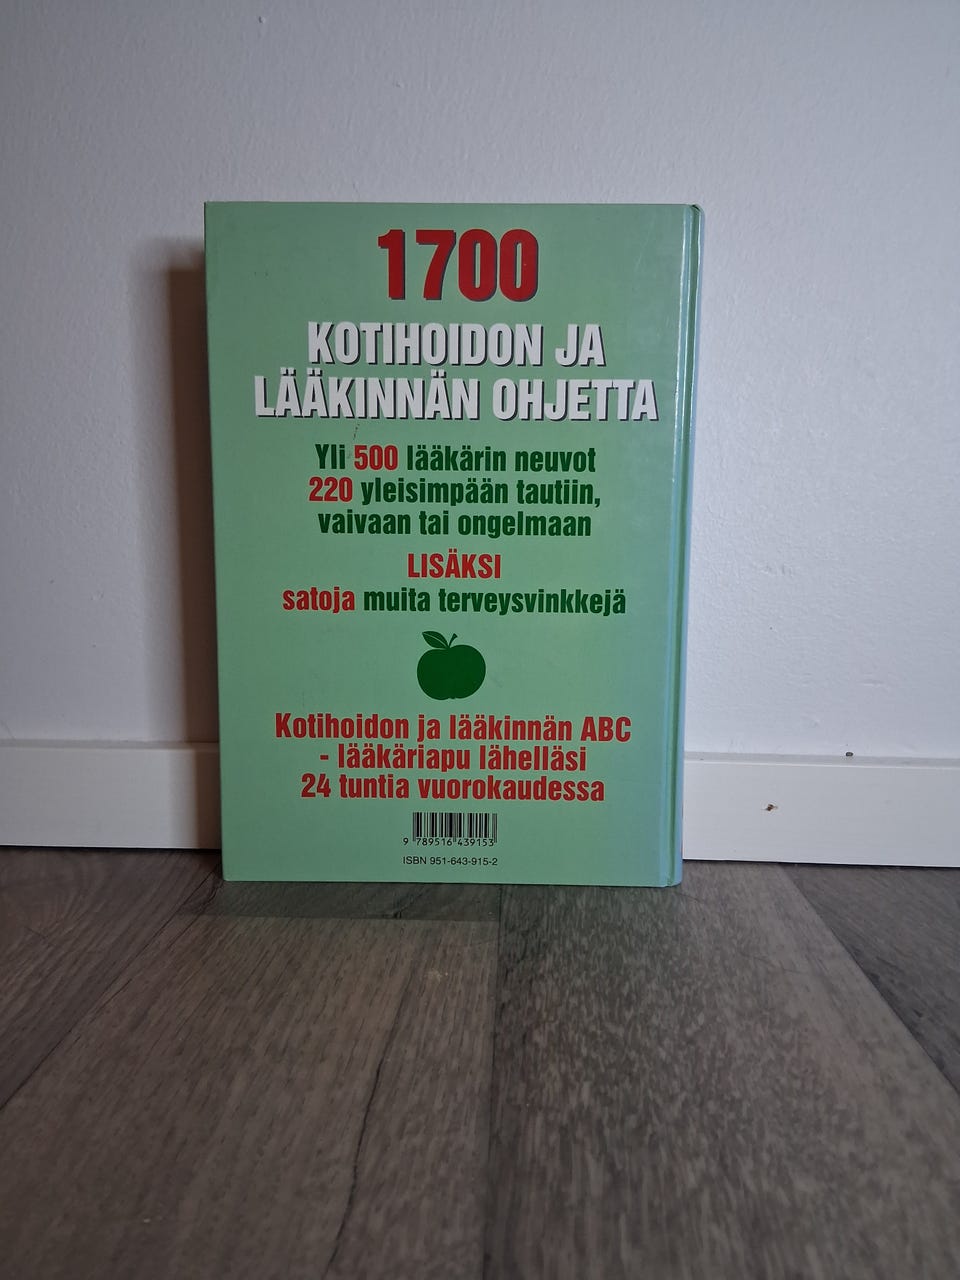 1700
KOTIHOIDON JA
LÄÄKINNÄN OHJETTA
Yli 500 lääkärin neuvot
220 yleisimpään tautiin,
vaivaan tai ongelmaan
LISÄKSI
satoja muita terveysvinkkejä
Kotihoidon ja lääkinnän ABC
- lääkäriapu lähelläsi
24 tuntia vuorokaudessa
9 789516 439153
ISBN 951-643-915-2